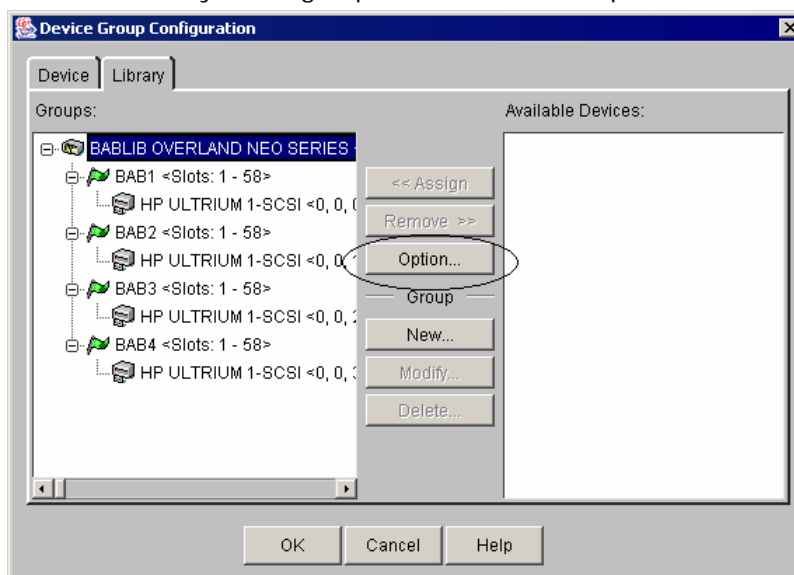 Device Group Configuration
Device Library
Groups:
Available Devices:
BABLIB OVERLAND NEO SERIES
BAB1 <Slots: 1 - 58>
HP ULTRIUM 1-SCSI <0, 0,
BAB2 <Slots: 1 - 58>
HP ULTRIUM 1-SCSI <0, 0,
BAB3 <Slots: 1 - 58>
HP ULTRIUM 1-SCSI <0, 0,
BAB4 <Slots: 1 - 58>
HP ULTRIUM 1-SCSI <0, 0,
<< Assign
Remove >>
Option...
Group
New...
Modify...
Delete...
OK Cancel Help